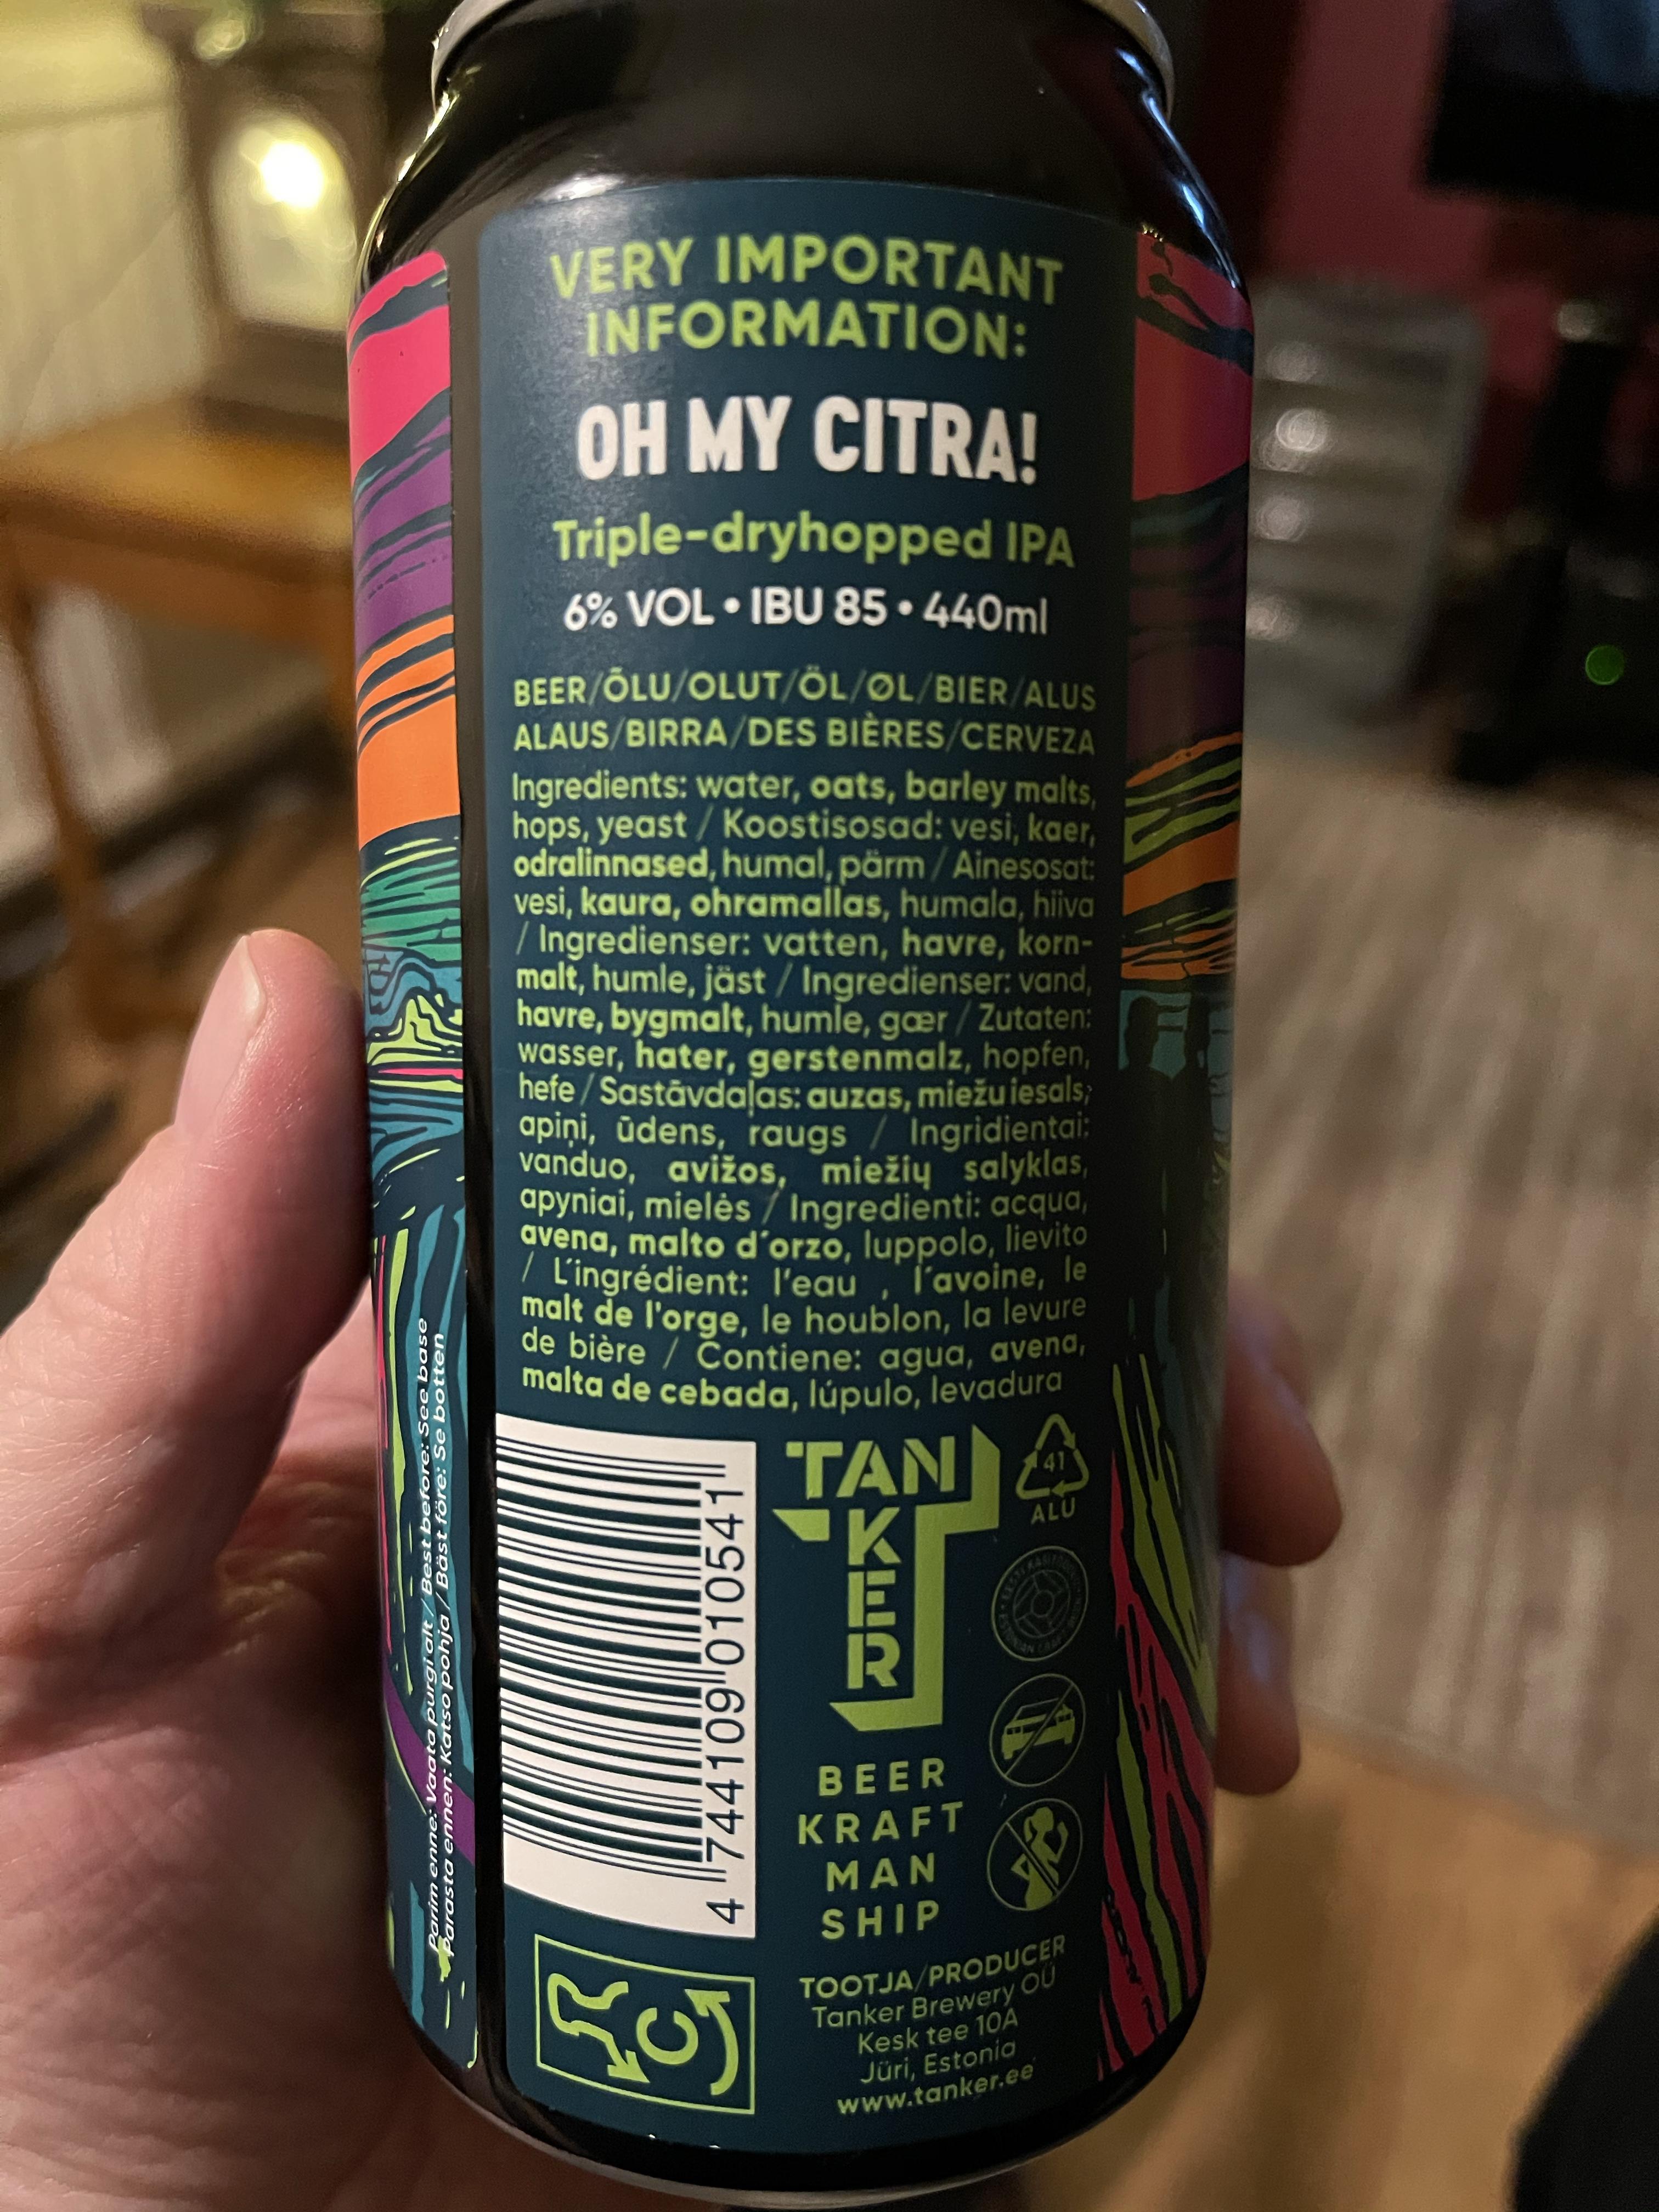 VERY IMPORTANT
INFORMATION:
OH MY CITRA!
Triple-dryhopped IPA
6% VOL • IBU 85 • 440ml
BEER/ÕLU/OLUT/ÖL/ØL/BIER/ALUS
ALAUS/BIRRA/DES BIÈRES/CERVEZA
Ingredients: water, oats, barley malts,
hops, yeast / Koostisosad: vesi, kaer,
odralinnased, humal, pärm / Ainesosat:
vesi, kaura, ohramallas, humala, hiiva
/ Ingredienser: vatten, havre, korn-
malt, humle, jäst / Ingredienser: vand,
havre, bygmalt, humle, gær / Zutaten:
wasser, hater, gerstenmalz, hopfen,
hefe / Sastāvdaļas: auzas, miežu iesals,
apiņi, ūdens, raugs / Ingridientai:
vanduo, avižos, miežių salyklas,
apyniai, mielės / Ingredienti: acqua,
avena, malto d´orzo, luppolo, lievito
/ L´ingrédient: l'eau , l´avoine, le
malt de l'orge, le houblon, la levure
de bière / Contiene: agua, avena,
malta de cebada, lúpulo, levadura
Parim enne: Vaata purgi alt / Best before: See base
Parasta ennen: Katso pohja / Bäst före: Se botten
4 744109 010541
TAN
KER
41
ALU
BEER
KRAFT
MAN
SHIP
C
TOOTJA/PRODUCER
Tanker Brewery OÜ
Kesk tee 10A
Jüri, Estonia
www.tanker.ee